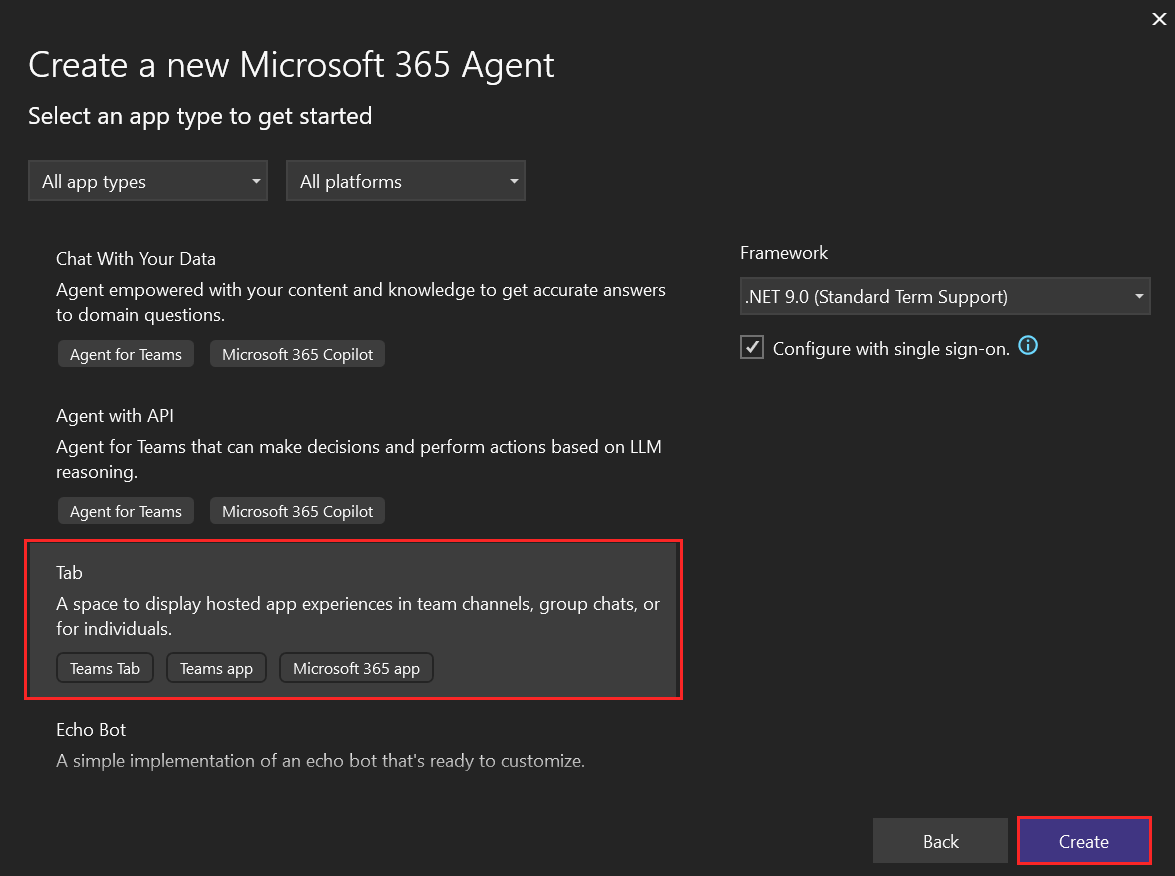 Create a new Microsoft 365 Agent
Select an app type to get started
All app types
All platforms
Chat With Your Data
Agent empowered with your content and knowledge to get accurate answers
to domain questions.
Agent for Teams
Microsoft 365 Copilot
Agent with API
Agent for Teams that can make decisions and perform actions based on LLM
reasoning.
Agent for Teams
Microsoft 365 Copilot
Tab
A space to display hosted app experiences in team channels, group chats, or
for individuals.
Teams Tab
Teams app
Microsoft 365 app
Echo Bot
A simple implementation of an echo bot that's ready to customize.
Framework
.NET 9.0 (Standard Term Support)
Configure with single sign-on.
Back
Create